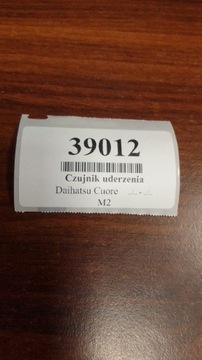 39012
Czujnik uderzenia
Daihatsu Cuore
M2